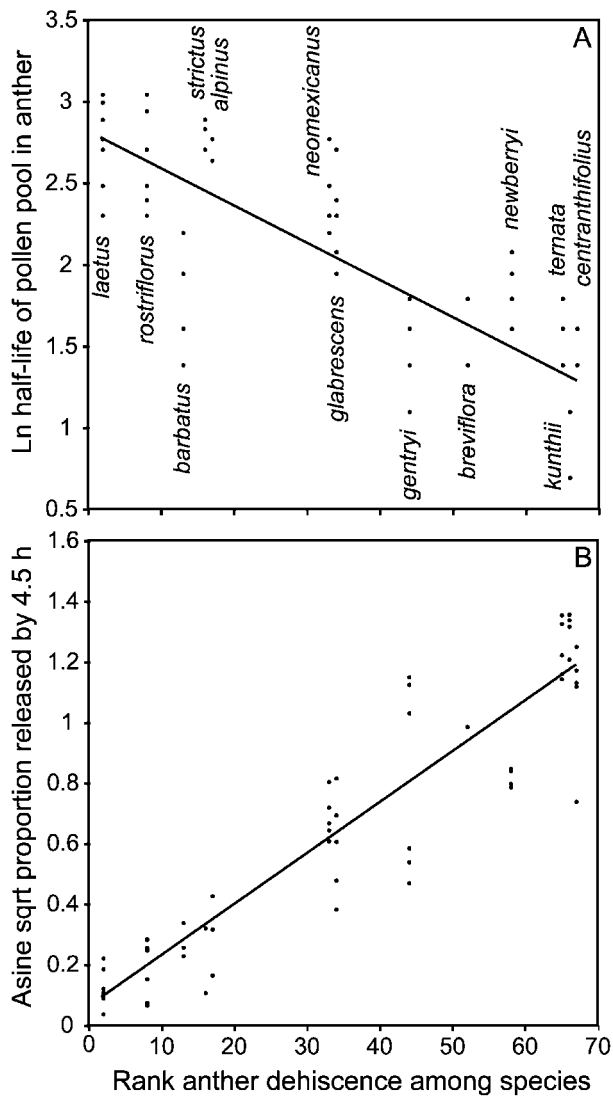 A
Ln half-life of pollen pool in anther
3.5
3
2.5
2
1.5
1
0.5
laetus
rostriflorus
barbatus
strictus
alpinus
neomexicanus
glabrescens
gentryi
breviflora
newberryi
ternata
centranthifolius
kunthii
B
Asine sqrt proportion released by 4.5 h
1.6
1.4
1.2
1
0.8
0.6
0.4
0.2
0
0 10 20 30 40 50 60 70
Rank anther dehiscence among species